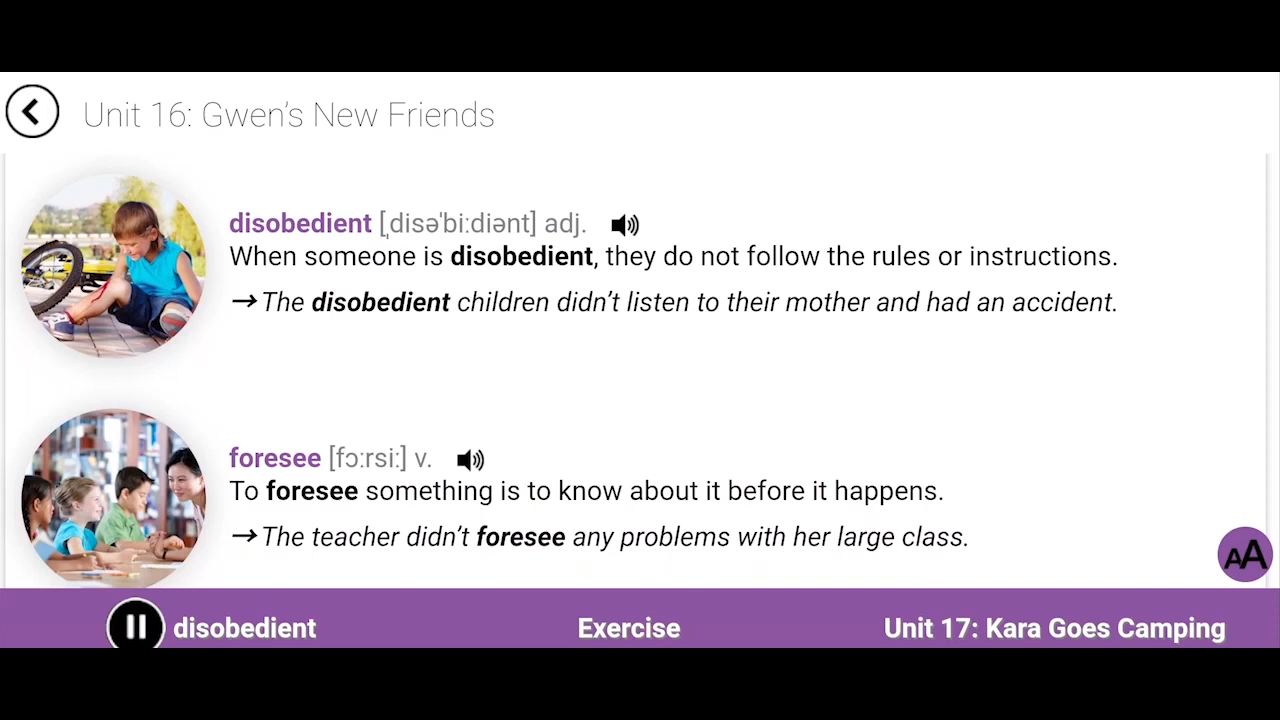 Unit 16: Gwen’s New Friends
disobedient [ˌdisəˈbiːdiənt] adj.
When someone is disobedient, they do not follow the rules or instructions.
→ The disobedient children didn’t listen to their mother and had an accident.
foresee [fɔːrsiː] v.
To foresee something is to know about it before it happens.
→ The teacher didn’t foresee any problems with her large class.
AA
disobedient
Exercise
Unit 17: Kara Goes Camping